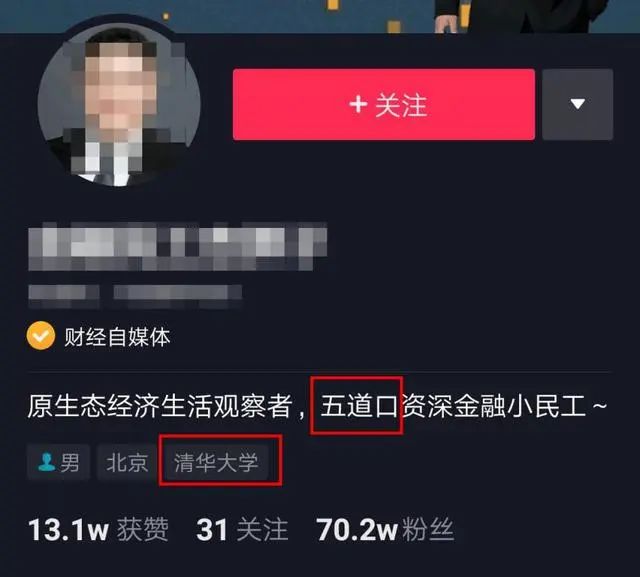 + 关注
财经自媒体
原生态经济生活观察者，五道口资深金融小民工～
男 北京 清华大学
13.1w 获赞 31 关注 70.2w 粉丝